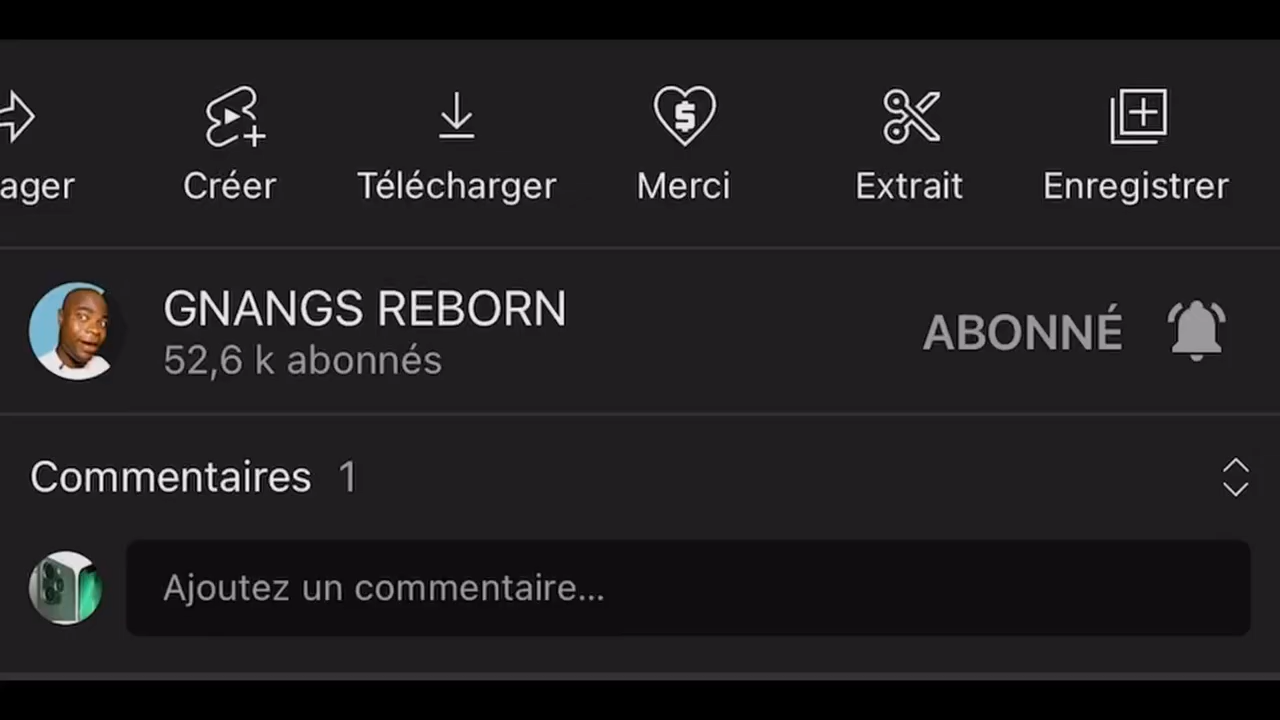 ager
Créer
Télécharger
Merci
Extrait
Enregistrer
GNANGS REBORN
52,6 k abonnés
ABONNÉ
Commentaires 1
Ajoutez un commentaire...